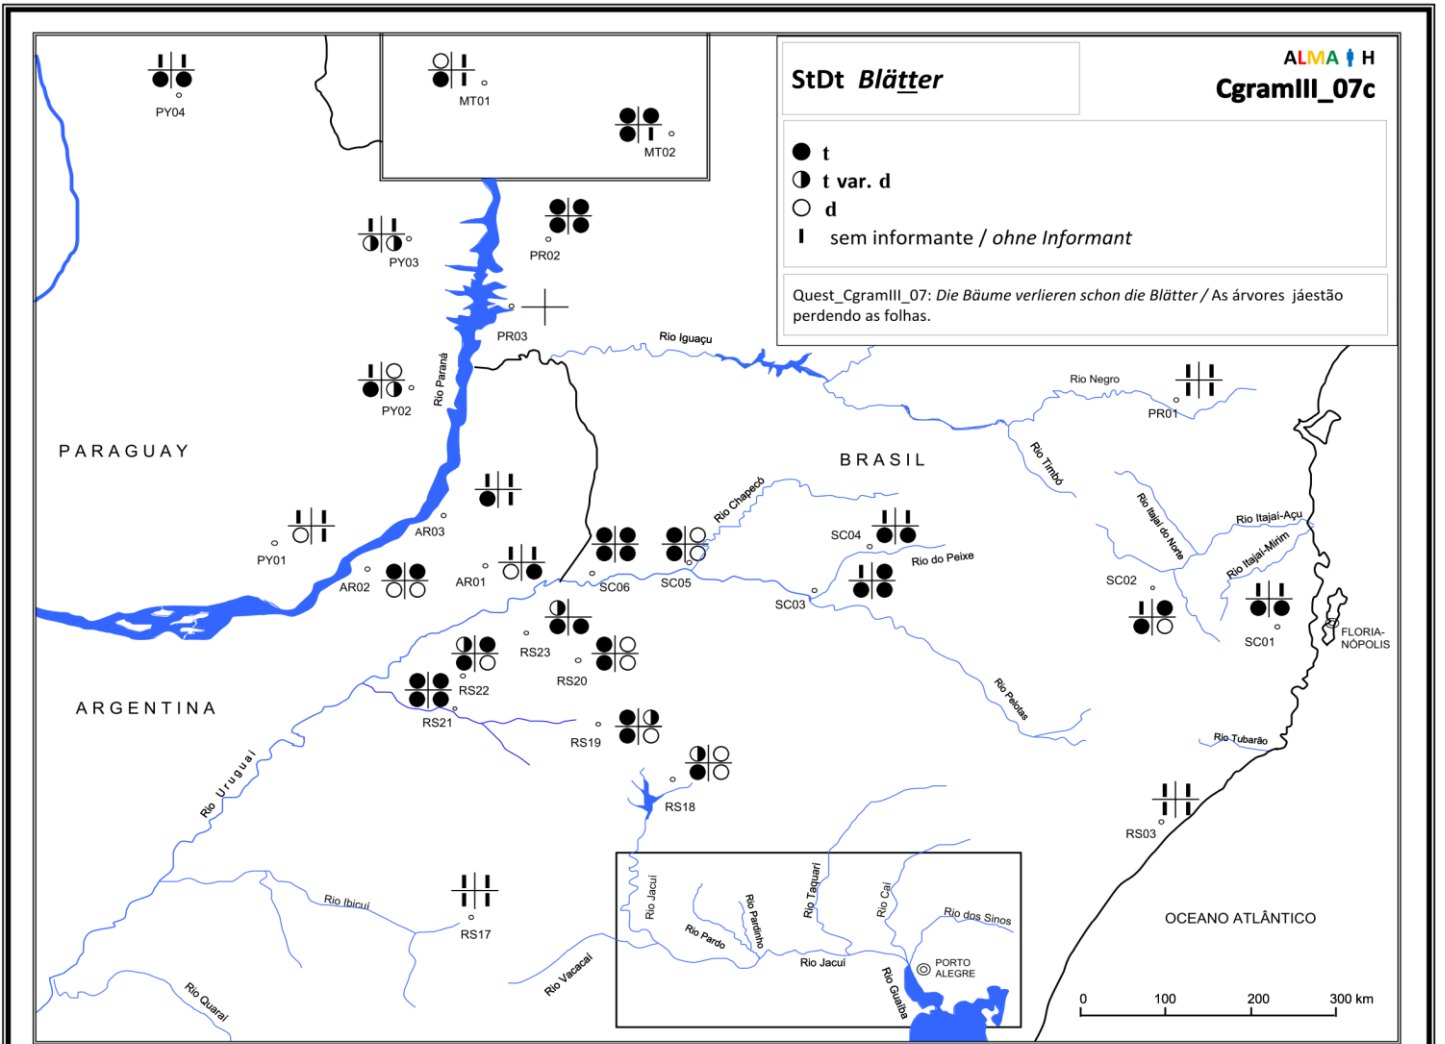 StDt Blätter
ALMA H
CgramIII_07c
t
t var. d
d
sem informante / ohne Informant
Quest_CgramIII_07: Die Bäume verlieren schon die Blätter / As árvores jáestão
perdendo as folhas.
PY04
MT01
MT02
PY03
PR02
PR03
Rio Iguaçu
Rio Paraná
PY02
Rio Negro
PR01
PARAGUAY
BRASIL
Rio Timbó
Rio Chapecó
Rio Itajaí do Norte
Rio Itajaí-Açu
Rio Itajaí-Mirim
AR03
PY01
SC04
Rio do Peixe
AR02
AR01
SC06
SC05
SC03
SC02
SC01
FLORIA-
NÓPOLIS
RS23
RS20
RS22
RS21
ARGENTINA
Rio Pelotas
RS19
Rio Tubarão
Rio Uruguai
RS18
RS03
Rio Ibicuí
RS17
Rio Jacuí
Rio Pardo
Rio Pardinho
Rio Taquarí
Rio Caí
Rio dos Sinos
OCEANO ATLÂNTICO
Rio Vacacaí
Rio Jacuí
PORTO
ALEGRE
Rio Guaíba
Rio Quaraí
0 100 200 300 km